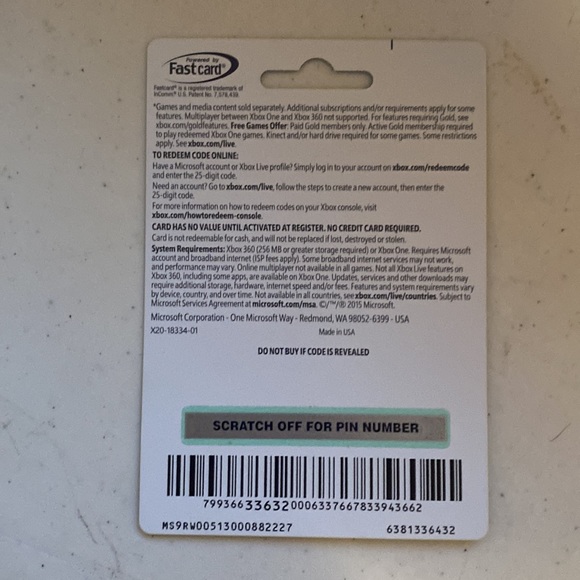 Powered by
Fastcard®
Fastcard® is a registered trademark of
InComm® U.S. Patent No. 7,578,439
*Games and media content sold separately. Additional subscriptions and/or requirements apply for some
features. Multiplayer between Xbox One and Xbox 360 not supported. For features requiring Gold, see
xbox.com/goldfeatures. Free Games Offer: Paid Gold members only. Active Gold membership required
to play redeemed Xbox One games. Kinect and/or hard drive required for some games. Some restrictions
apply. See xbox.com/live.
TO REDEEM CODE ONLINE:
Have a Microsoft account or Xbox Live profile? Simply log in to your account on xbox.com/redeemcode
and enter the 25-digit code.
Need an account? Go to xbox.com/live, follow the steps to create a new account, then enter the
25-digit code.
For more information on how to redeem codes on your Xbox console, visit
xbox.com/howtoredeem-console.
CARD HAS NO VALUE UNTIL ACTIVATED AT REGISTER. NO CREDIT CARD REQUIRED.
Card is not redeemable for cash, and will not be replaced if lost, destroyed or stolen.
System Requirements: Xbox 360 (256 MB or greater storage required) or Xbox One. Requires Microsoft
account and broadband internet (ISP fees apply). Some broadband internet services may not work,
and performance may vary. Online multiplayer not available in all games. Not all Xbox Live features on
Xbox 360, including some apps, are available on Xbox One. Updates, services and other downloads may
require additional storage, hardware, internet speed and/or fees. Features and system requirements vary
by device, country, and over time. Not available in all countries, see xbox.com/live/countries. Subject to
Microsoft Services Agreement at microsoft.com/msa. ©/™/® 2015 Microsoft.
Microsoft Corporation - One Microsoft Way - Redmond, WA 98052-6399 - USA
X20-18334-01 Made in USA
DO NOT BUY IF CODE IS REVEALED
SCRATCH OFF FOR PIN NUMBER
799366336320006337667833943662
MS9RW00513000882227 6381336432